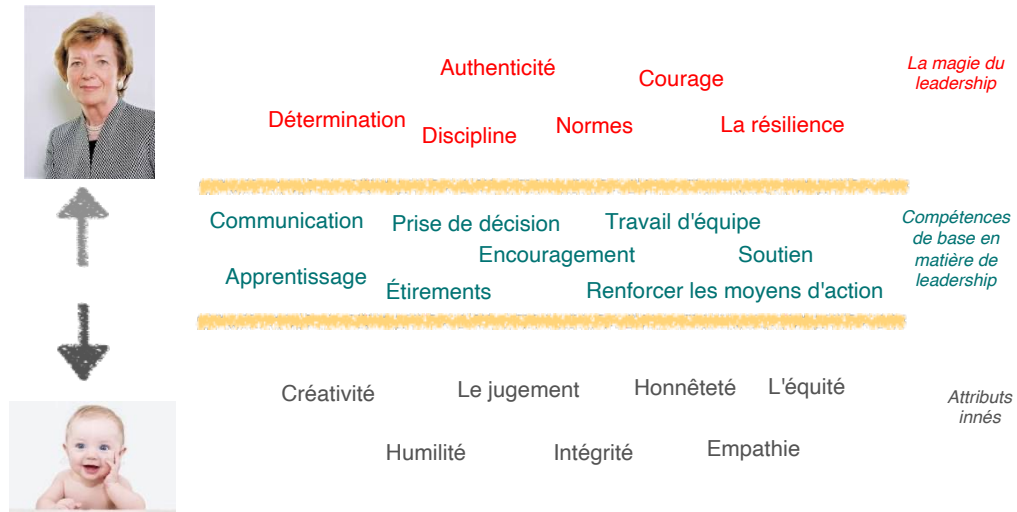 Authenticité
Courage
La magie du
leadership
Détermination
Discipline
Normes
La résilience
Communication
Prise de décision
Travail d'équipe
Encouragement
Soutien
Apprentissage
Étirements
Renforcer les moyens d'action
Compétences
de base en
matière de
leadership
Créativité
Le jugement
Honnêteté
L'équité
Humilité
Intégrité
Empathie
Attributs
innés